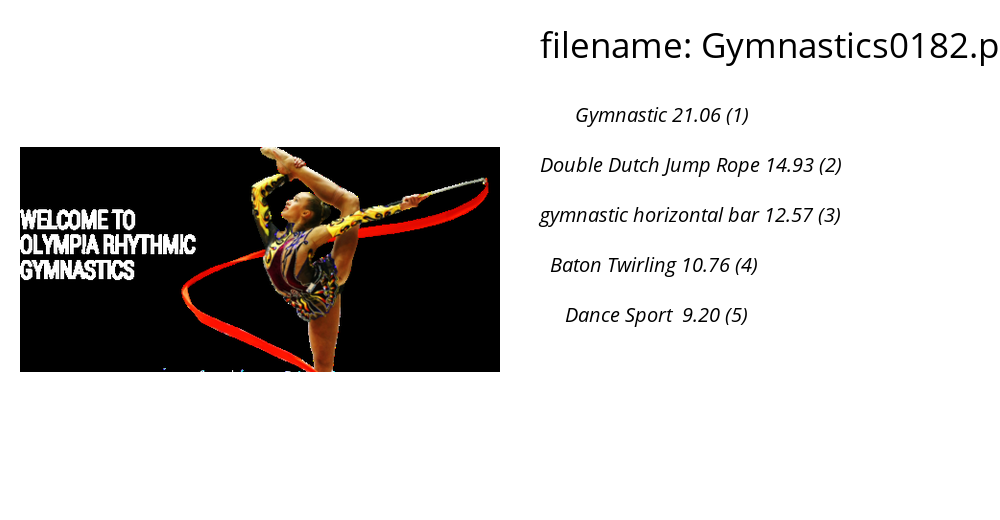 filename: Gymnastics0182.p
Gymnastic 21.06 (1)
Double Dutch Jump Rope 14.93 (2)
gymnastic horizontal bar 12.57 (3)
Baton Twirling 10.76 (4)
Dance Sport 9.20 (5)
WELCOME TO
OLYMPIA RHYTHMIC
GYMNASTICS